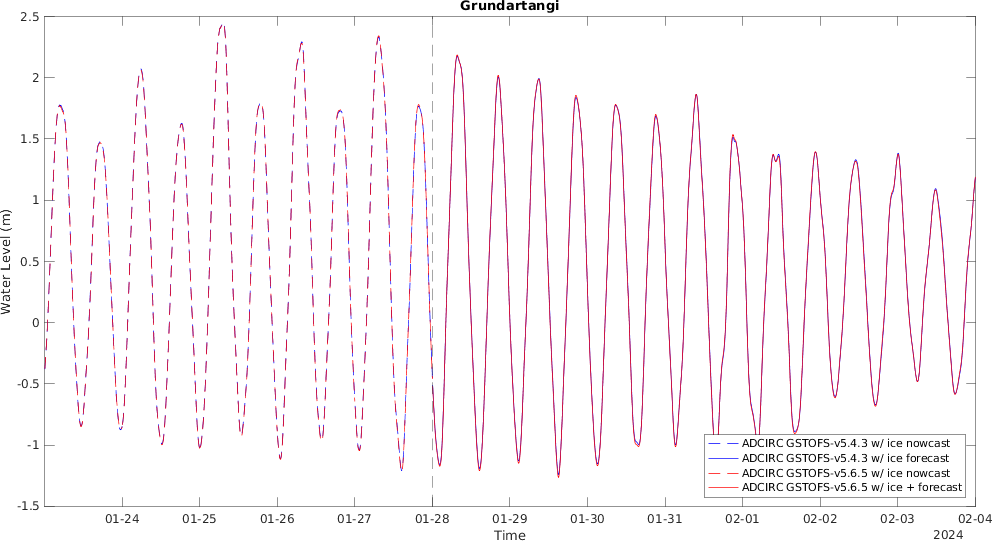 Grundartangi
2.5
2
1.5
1
0.5
0
-0.5
-1
-1.5
Water Level (m)
ADCIRC GSTOFS-v5.4.3 w/ ice nowcast
ADCIRC GSTOFS-v5.4.3 w/ ice forecast
ADCIRC GSTOFS-v5.6.5 w/ ice nowcast
ADCIRC GSTOFS-v5.6.5 w/ ice + forecast
01-24 01-25 01-26 01-27 01-28 01-29 01-30 01-31 02-01 02-02 02-03 02-04
Time
2024